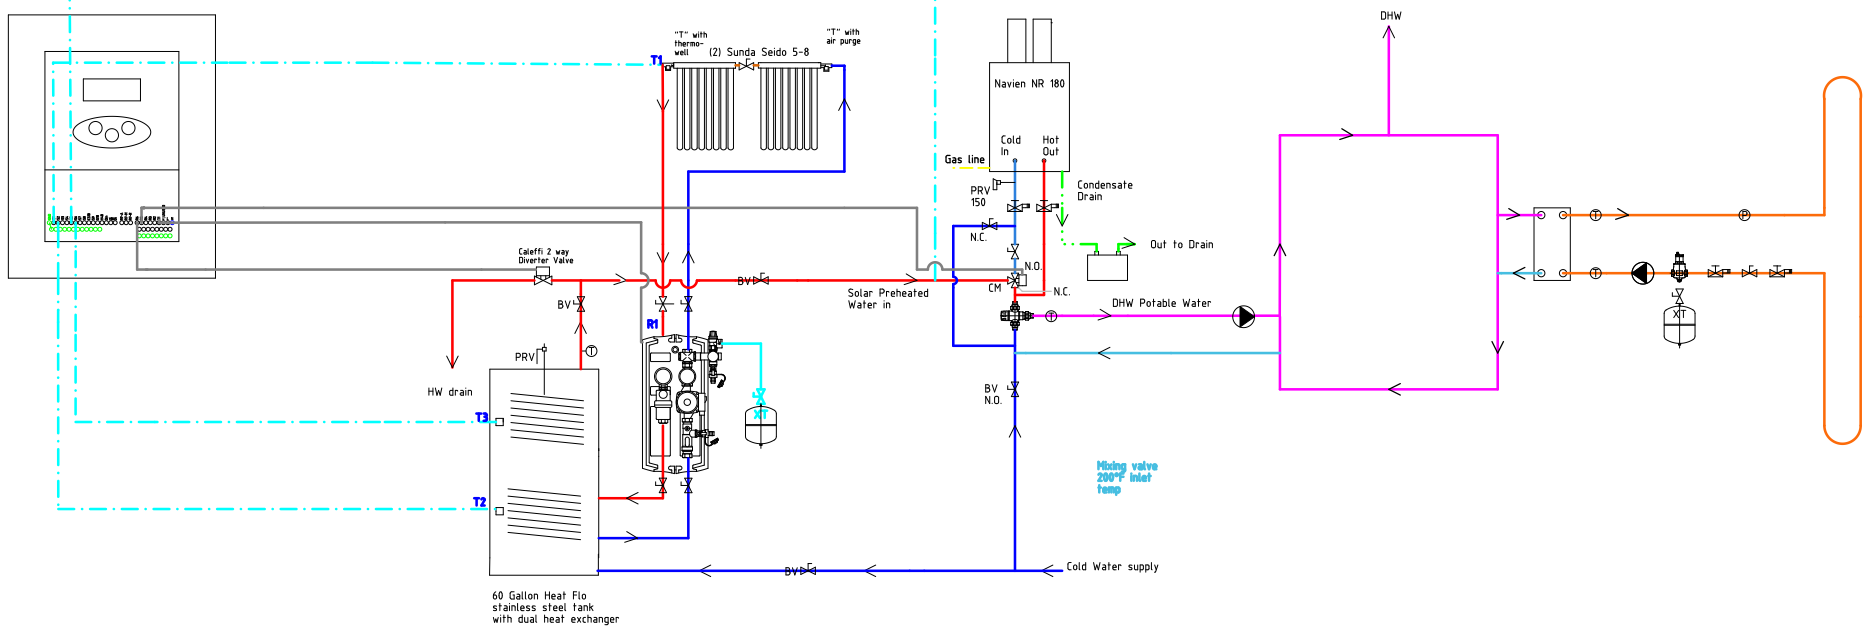 DHW
"T" with
thermo-
well
(2) Sunda Seido 5-8
"T" with
air purge
T1
Navien NR 180
Cold
In
Hot
Out
Gas line
PRV
150
Condensate
Drain
N.C.
Out to Drain
Caleffi 2 way
Diverter Valve
N.O.
BV
CM
N.C.
Solar Preheated
Water in
BV
DHW Potable Water
T
T
P
T
XT
R1
PRV
T
HW drain
BV
N.O.
T3
XT
Mixing valve
200°F inlet
temp
T2
BV
Cold Water supply
60 Gallon Heat Flo
stainless steel tank
with dual heat exchanger